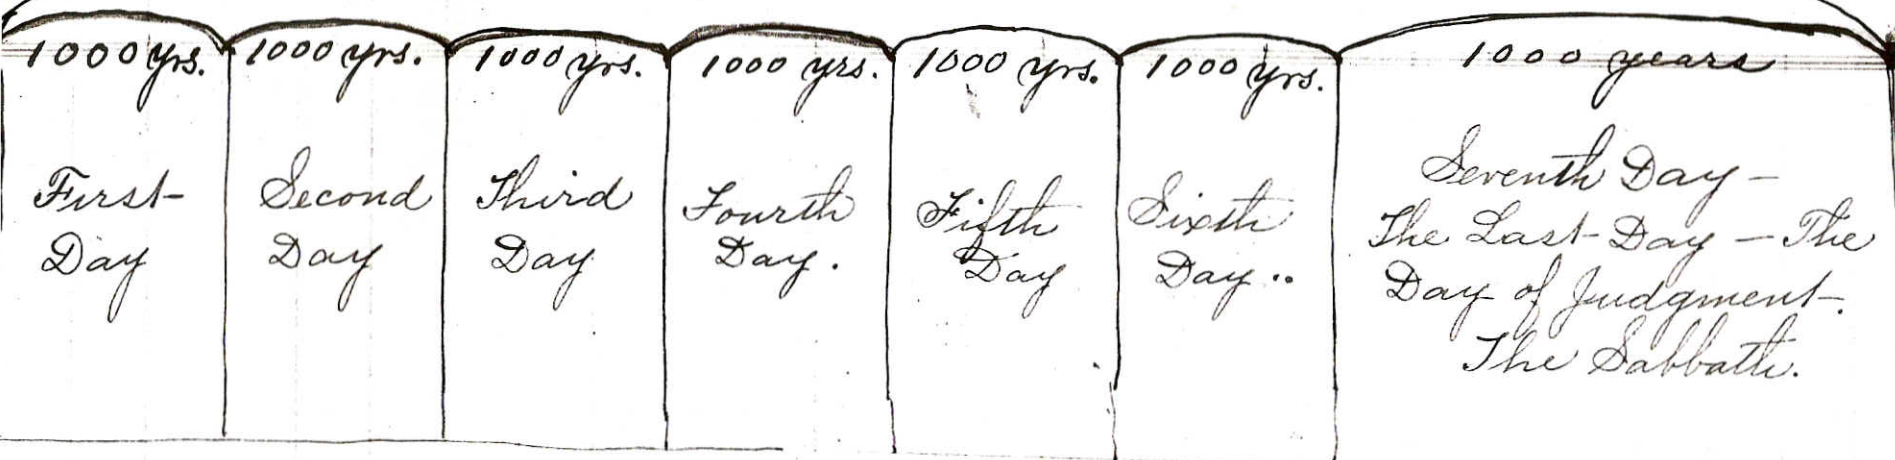 1000 yrs.
First
Day
1000 yrs.
Second
Day
1000 yrs.
Third
Day
1000 yrs.
Fourth
Day.
1000 yrs.
Fifth
Day
1000 yrs.
Sixth
Day..
1000 years
Seventh Day –
The Last Day – The
Day of Judgment.
The Sabbath.